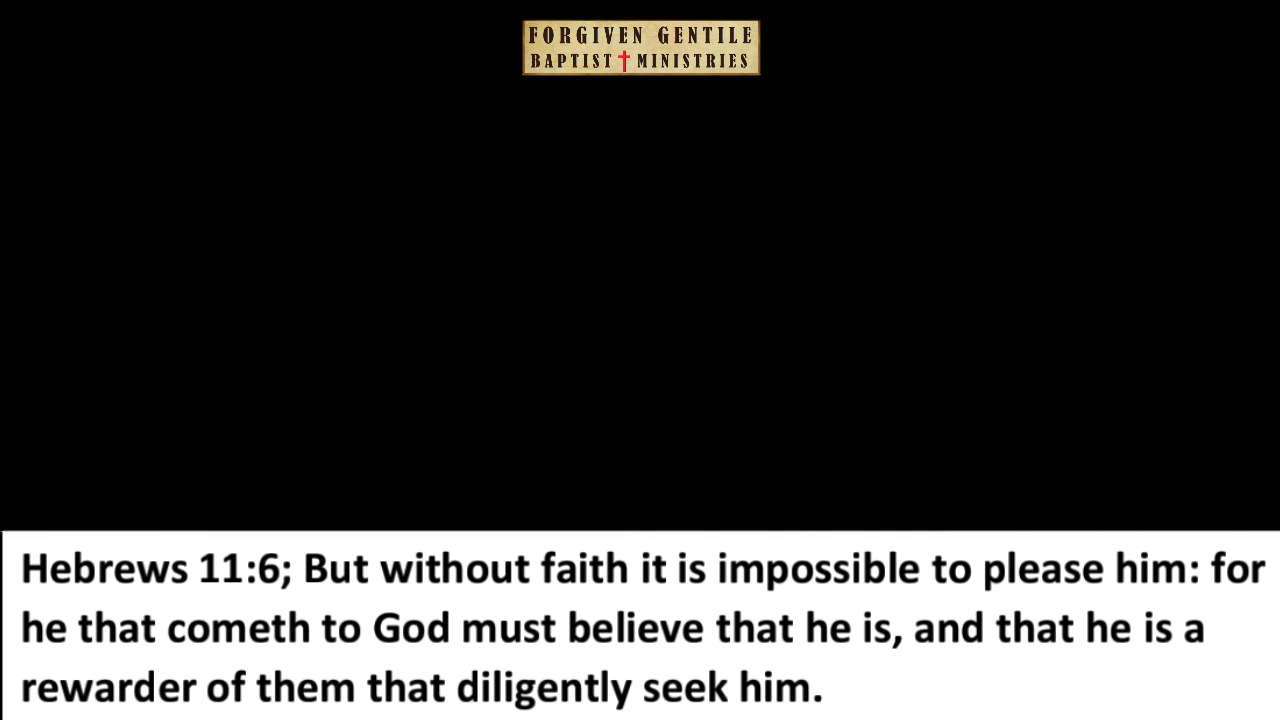 FORGIVEN GENTILE
BAPTIST MINISTRIES
Hebrews 11:6; But without faith it is impossible to please him: for
he that cometh to God must believe that he is, and that he is a
rewarder of them that diligently seek him.